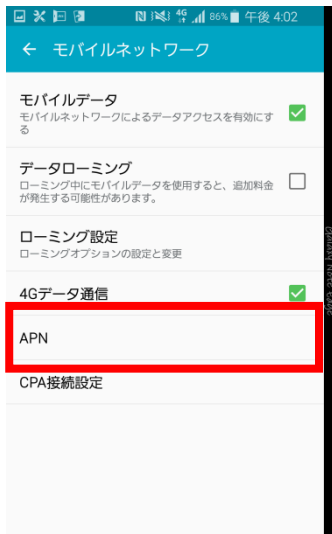 4G 86% 午後 4:02
モバイルネットワーク
モバイルデータ
モバイルネットワークによるデータアクセスを有効にす
る
データローミング
ローミング中にモバイルデータを使用すると、追加料金
が発生する可能性があります。
ローミング設定
ローミングオプションの設定と変更
4Gデータ通信
APN
CPA接続設定